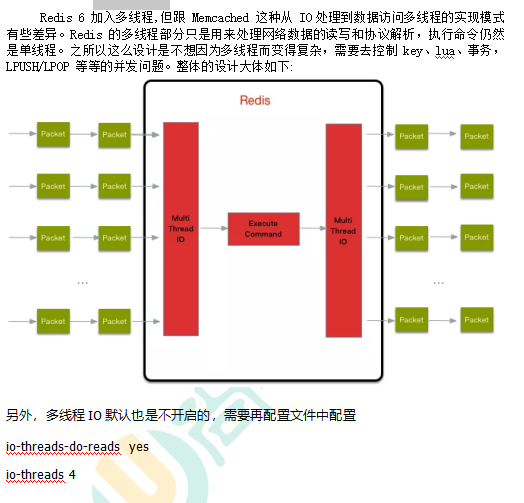 Redis 6 加入多线程,但跟 Memcached 这种从 IO处理到数据访问多线程的实现模式
有些差异。Redis 的多线程部分只是用来处理网络数据的读写和协议解析，执行命令仍然
是单线程。之所以这么设计是不想因为多线程而变得复杂，需要去控制 key、lua、事务，
LPUSH/LPOP 等等的并发问题。整体的设计大体如下:
Redis
Packet Packet Packet Packet
Packet Packet Packet Packet
Multi Thread IO
Execute Command
Multi Thread IO
Packet Packet Packet Packet
... ...
Packet Packet Packet Packet
另外，多线程 IO 默认也是不开启的，需要再配置文件中配置
io-threads-do-reads yes
io-threads 4